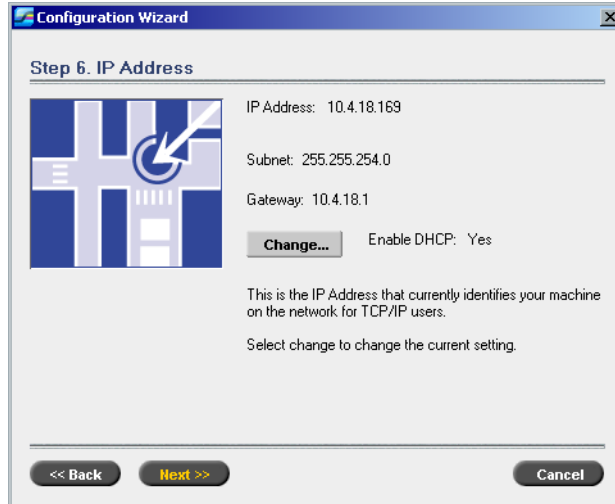 Configuration Wizard
Step 6. IP Address
IP Address: 10.4.18.169
Subnet: 255.255.254.0
Gateway: 10.4.18.1
Change... Enable DHCP: Yes
This is the IP Address that currently identifies your machine
on the network for TCP/IP users.
Select change to change the current setting.
<< Back Next >> Cancel